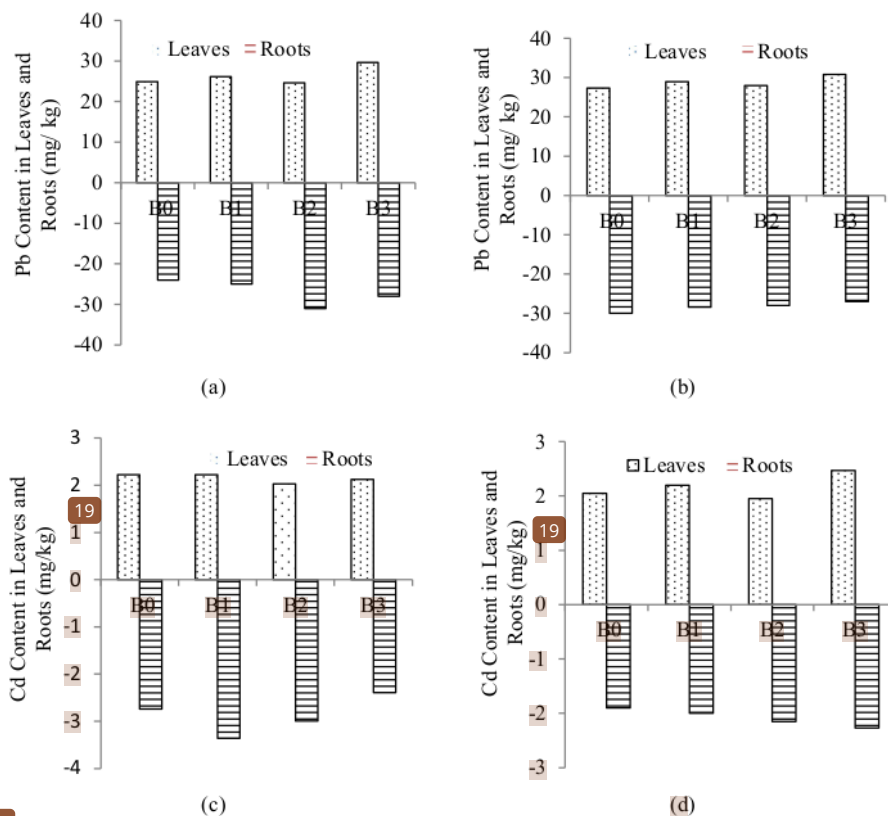 40
30
20
10
0
-10
-20
-30
-40
Pb Content in Leaves and
Roots (mg/ kg)
Leaves Roots
B0 B1 B2 B3
(a)
40
30
20
10
0
-10
-20
-30
-40
Pb Content in Leaves and
Roots (mg/ kg)
Leaves Roots
B0 B1 B2 B3
(b)
3
2
19
1
0
-1
-2
-3
-4
Cd Content in Leaves and
Roots (mg/kg)
Leaves Roots
B0 B1 B2 B3
(c)
3
2
19
1
0
-1
-2
-3
Cd Content in Leaves and
Roots (mg/kg)
Leaves Roots
B0 B1 B2 B3
(d)